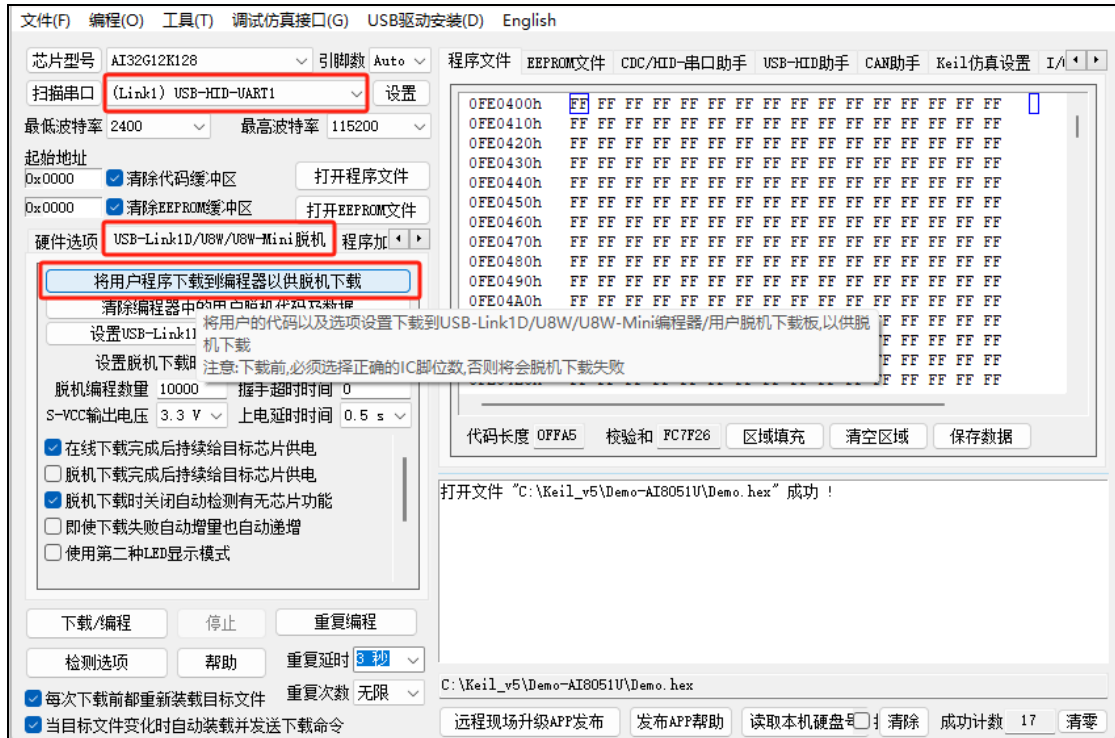 文件(F) 编程(O) 工具(T) 调试仿真接口(G) USB驱动安装(D) English
芯片型号 AI32G12K128 引脚数 Auto
扫描串口 (Link1) USB-HID-UART1 设置
最低波特率 2400 最高波特率 115200
起始地址
0x0000 清除代码缓冲区 打开程序文件
0x0000 清除EEPROM缓冲区 打开EEPROM文件
硬件选项 USB-Link1D/U8W/U8W-Mini脱机 程序加
将用户程序下载到编程器以供脱机下载
清除编程器中的用户脱机代码及数据
设置USB-Link1
设置脱机下载
脱机编程数量 10000 握手超时时间 0
S-VCC输出电压 3.3 V 上电延时时间 0.5 s
在线下载完成后持续给目标芯片供电
脱机下载完成后持续给目标芯片供电
脱机下载时关闭自动检测有无芯片功能
即使下载失败自动增量也自动递增
使用第二种LED显示模式
下载/编程 停止 重复编程
检测选项 帮助 重复延时 3 秒
每次下载前都重新装载目标文件 重复次数 无限
当目标文件变化时自动装载并发送下载命令
程序文件 EEPROM文件 CDC/HID-串口助手 USB-HID助手 CAN助手 Keil仿真设置 I/
0FE0400h FF FF FF FF FF FF FF FF FF FF FF FF FF FF FF FF
0FE0410h FF FF FF FF FF FF FF FF FF FF FF FF FF FF FF FF
0FE0420h FF FF FF FF FF FF FF FF FF FF FF FF FF FF FF FF
0FE0430h FF FF FF FF FF FF FF FF FF FF FF FF FF FF FF FF
0FE0440h FF FF FF FF FF FF FF FF FF FF FF FF FF FF FF FF
0FE0450h FF FF FF FF FF FF FF FF FF FF FF FF FF FF FF FF
0FE0460h FF FF FF FF FF FF FF FF FF FF FF FF FF FF FF FF
0FE0470h FF FF FF FF FF FF FF FF FF FF FF FF FF FF FF FF
0FE0480h FF FF FF FF FF FF FF FF FF FF FF FF FF FF FF FF
0FE0490h FF FF FF FF FF FF FF FF FF FF FF FF FF FF FF FF
0FE04A0h FF FF FF FF FF FF FF FF FF FF FF FF FF FF FF FF
FF FF FF FF
FF FF FF FF
FF FF FF FF
FF FF FF FF
将用户的代码以及选项设置下载到USB-Link1D/U8W/U8W-Mini编程器/用户脱机下载板,以供脱
机下载
注意:下载前,必须选择正确的IC脚位数,否则将会脱机下载失败
代码长度 0FFA5 校验和 FC7F26 区域填充 清空区域 保存数据
打开文件 "C:\Keil_v5\Demo-AI8051U\Demo.hex" 成功 !
C:\Keil_v5\Demo-AI8051U\Demo.hex
远程现场升级APP发布 发布APP帮助 读取本机硬盘号 清除 成功计数 17 清零